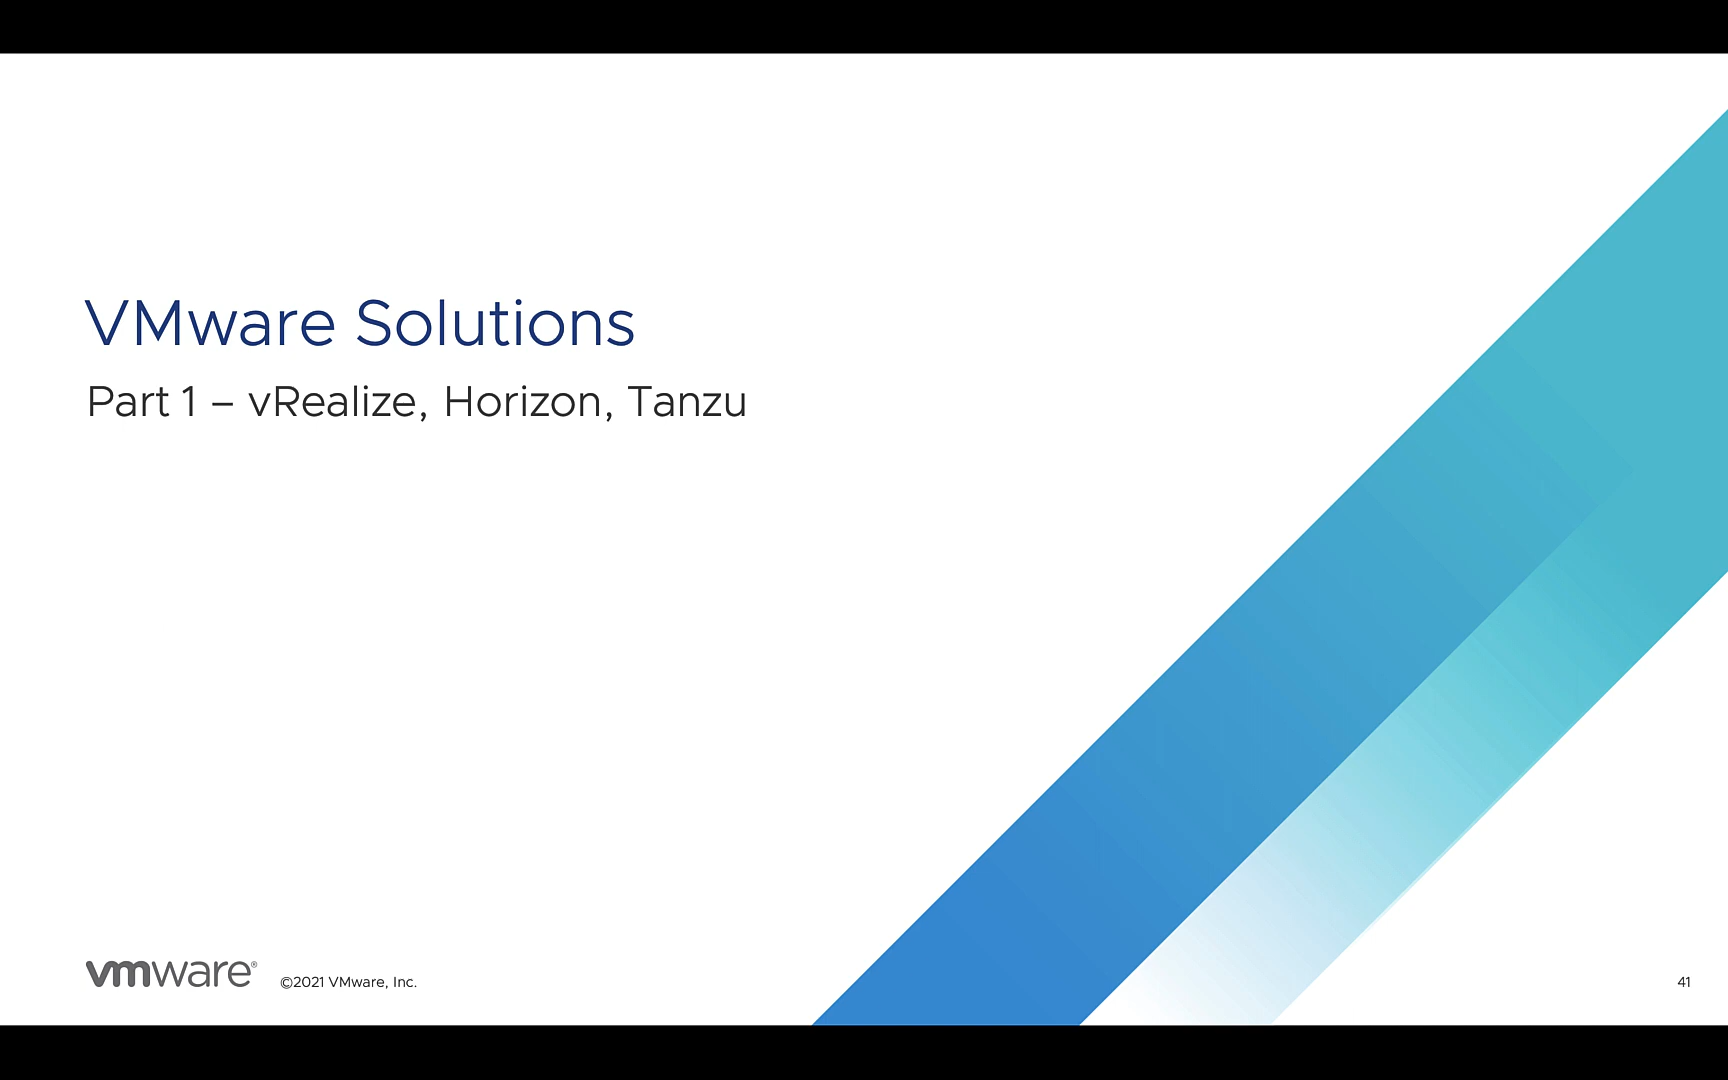 VMware Solutions
Part 1 – vRealize, Horizon, Tanzu
vmware® ©2021 VMware, Inc.
41